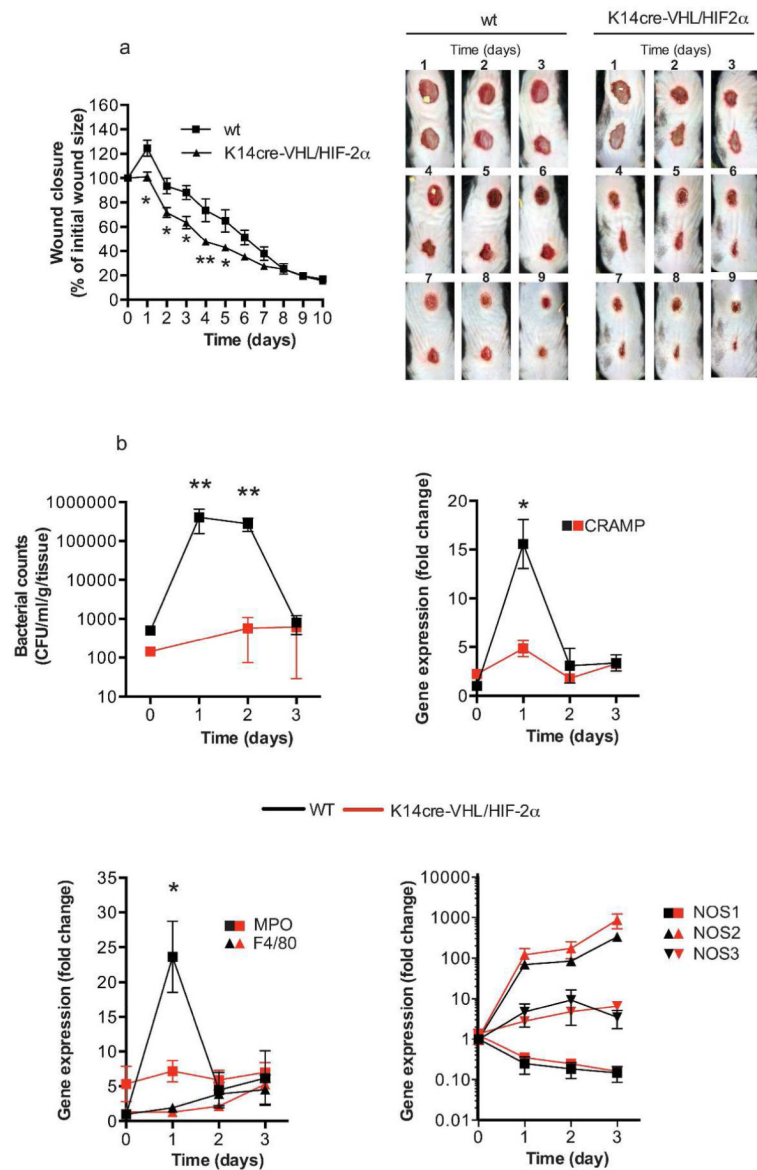 a
wt
K14cre-VHL/HIF2α
Time (days)
Time (days)
1 2 3
1 2 3
4 5 6
4 5 6
7 8 9
7 8 9
160
140
120
100
80
60
40
20
0
Wound closure
(% of initial wound size)
wt
K14cre-VHL/HIF-2α
*
*
*
**
*
0 1 2 3 4 5 6 7 8 9 10
Time (days)
b
1000000
100000
10000
1000
100
10
Bacterial counts
(CFU/ml/g/tissue)
** **
0 1 2 3
Time (days)
20
15
10
5
0
Gene expression (fold change)
*
CRAMP
0 1 2 3
Time (days)
WT K14cre-VHL/HIF-2α
35
30
25
20
15
10
5
0
Gene expression (fold change)
*
MPO
F4/80
0 1 2 3
Time (days)
10000
1000
100
10
1
0.10
0.01
Gene expression (fold change)
NOS1
NOS2
NOS3
0 1 2 3
Time (day)